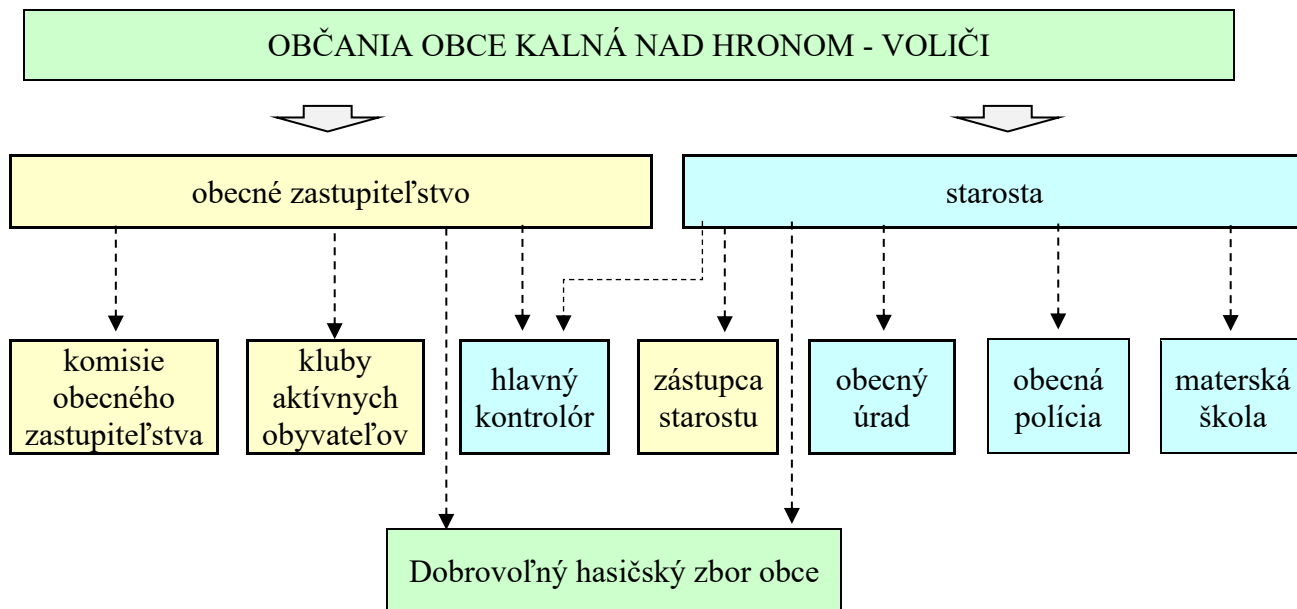 OBČANIA OBCE KALNÁ NAD HRONOM - VOLIČI
obecné zastupiteľstvo
starosta
komisie
obecného
zastupiteľstva
kluby
aktívnych
obyvateľov
hlavný
kontrolór
zástupca
starostu
obecný
úrad
obecná
polícia
materská
škola
Dobrovoľný hasičský zbor obce